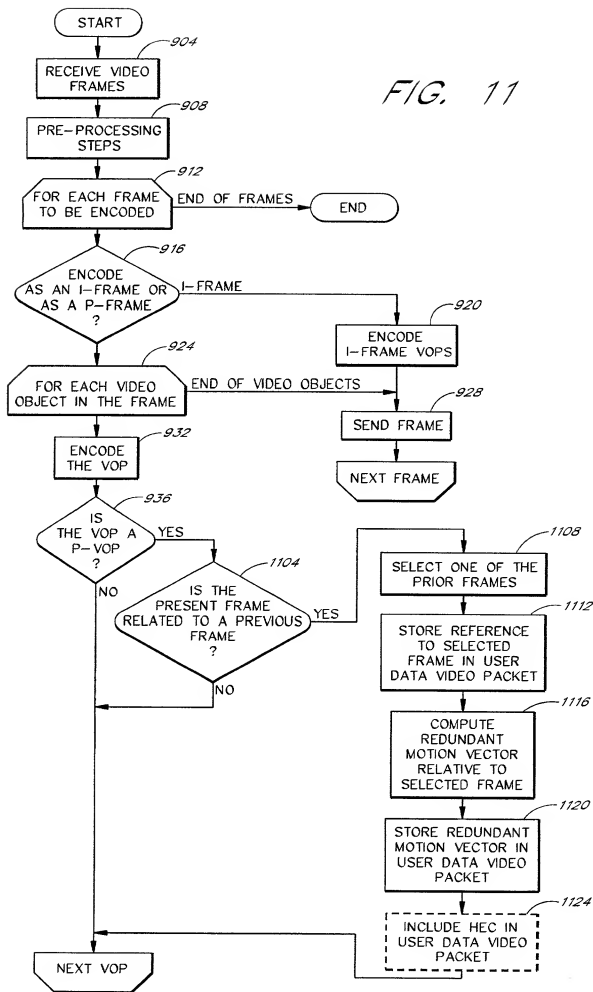 START
904
RECEIVE VIDEO
FRAMES
FIG. 11
908
PRE-PROCESSING
STEPS
912
FOR EACH FRAME
TO BE ENCODED
END OF FRAMES
END
916
ENCODE
AS AN I-FRAME OR
AS A P-FRAME
?
I-FRAME
920
ENCODE
I-FRAME VOPS
924
FOR EACH VIDEO
OBJECT IN THE FRAME
END OF VIDEO OBJECTS
928
SEND FRAME
NEXT FRAME
932
ENCODE
THE VOP
936
IS
THE VOP A
P-VOP
?
YES
NO
1104
IS THE
PRESENT FRAME
RELATED TO A PREVIOUS
FRAME
?
YES
NO
1108
SELECT ONE OF THE
PRIOR FRAMES
1112
STORE REFERENCE
TO SELECTED
FRAME IN USER
DATA VIDEO PACKET
1116
COMPUTE
REDUNDANT
MOTION VECTOR
RELATIVE TO
SELECTED FRAME
1120
STORE REDUNDANT
MOTION VECTOR IN
USER DATA VIDEO
PACKET
1124
INCLUDE HEC IN
USER DATA VIDEO
PACKET
NEXT VOP